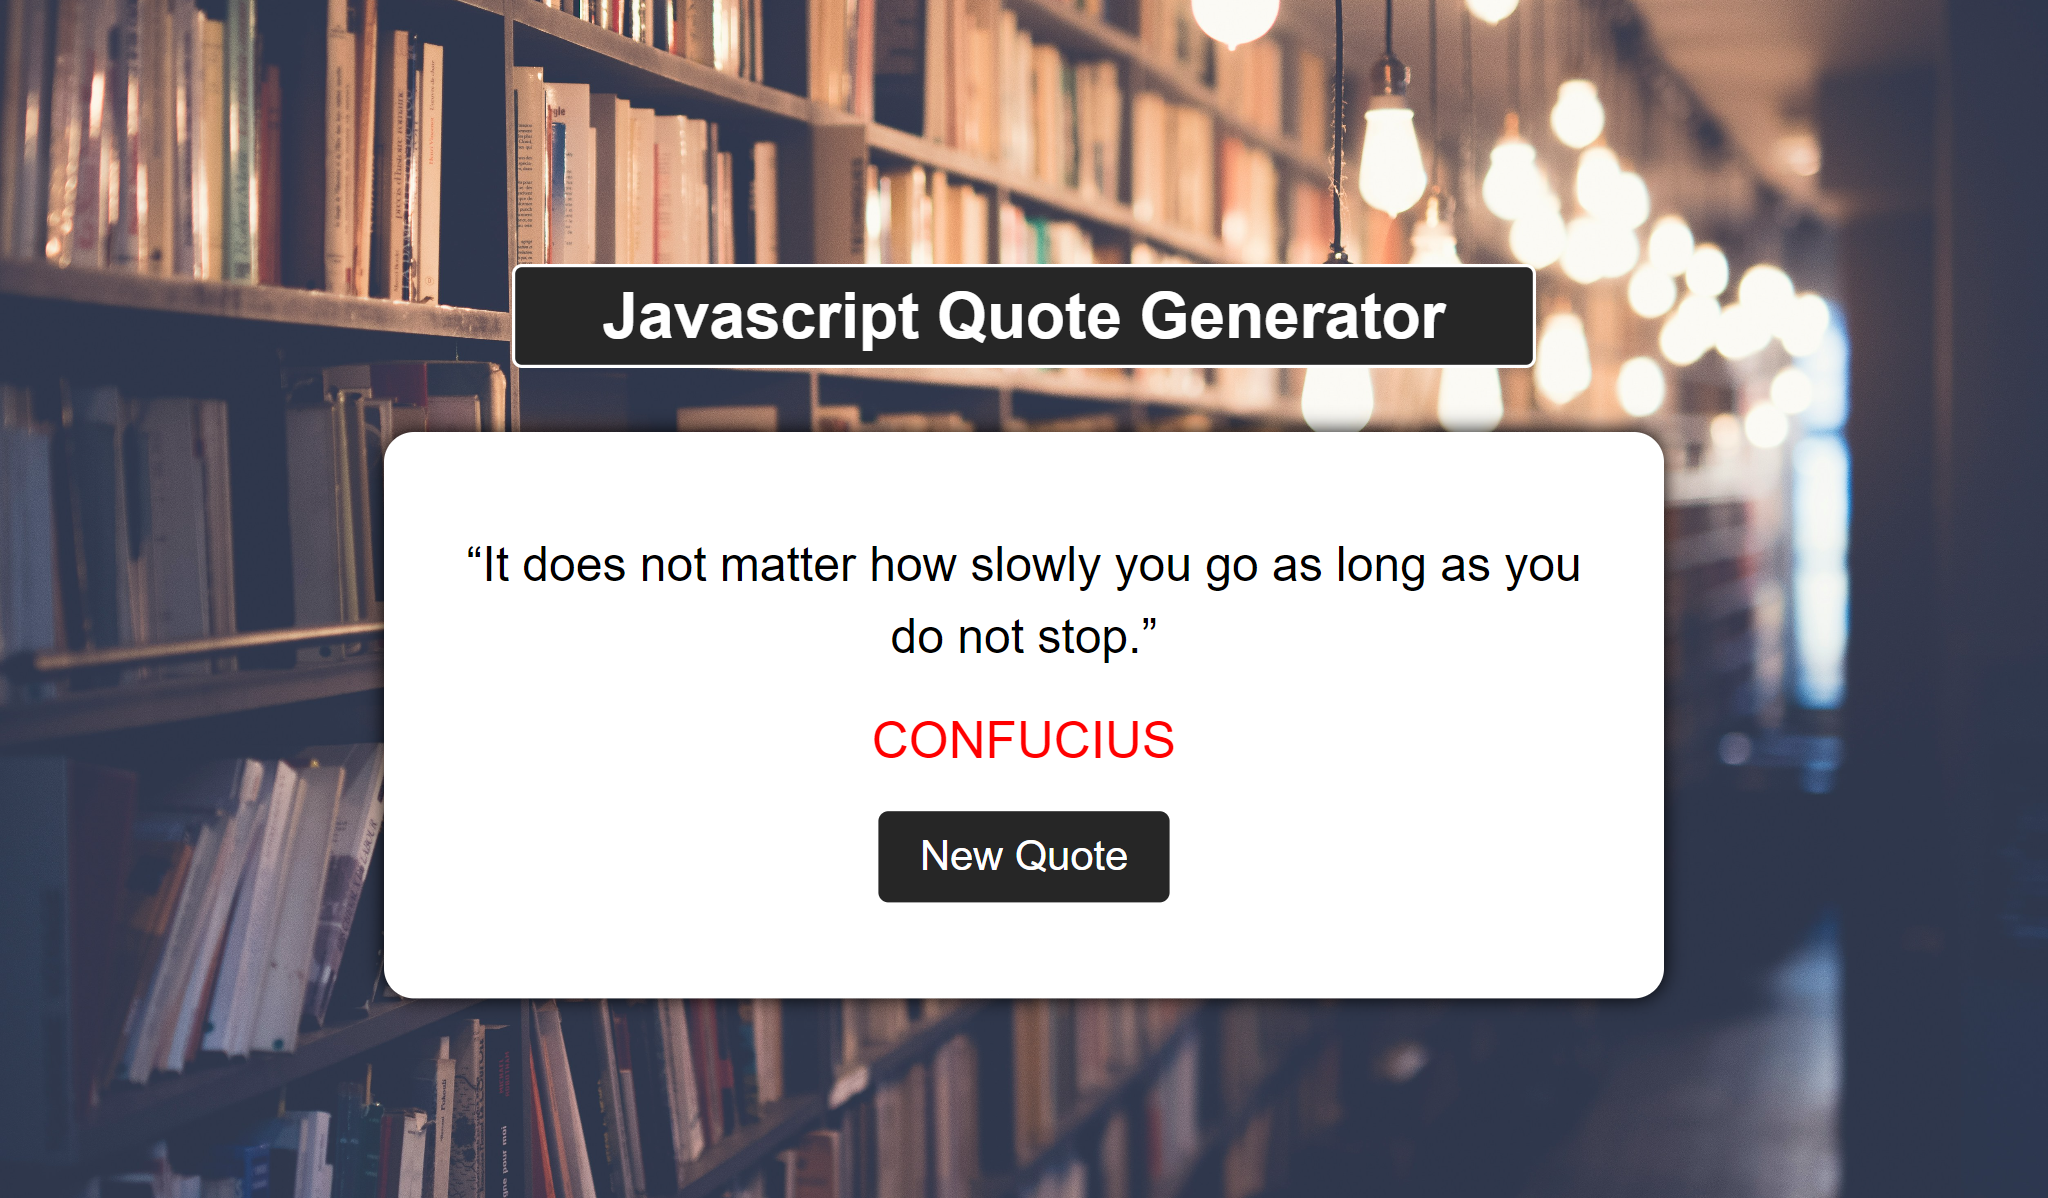 Javascript Quote Generator
“It does not matter how slowly you go as long as you
do not stop.”
CONFUCIUS
New Quote